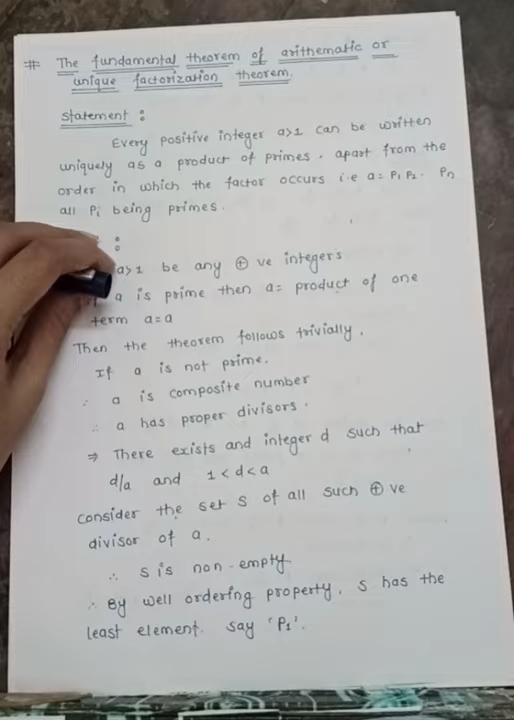 # The fundamental theorem of arithematic or
unique factorization theorem.
Statement :
Every positive integer a>1 can be written
uniquely as a product of primes. apart from the
order in which the factor occurs i.e a = P₁ P₂. Pₙ
all Pᵢ being primes.
:
a>1 be any ⊕ ve integers
a is prime then a = product of one
term a=a
Then the theorem follows trivially.
If a is not prime.
∴ a is composite number
∴ a has proper divisors.
⇒ There exists and integer d such that
d/a and 1<d<a
consider the set S of all such ⊕ ve
divisor of a.
∴ S is non-empty
∴ By well ordering property, S has the
least element. say 'P₁'.